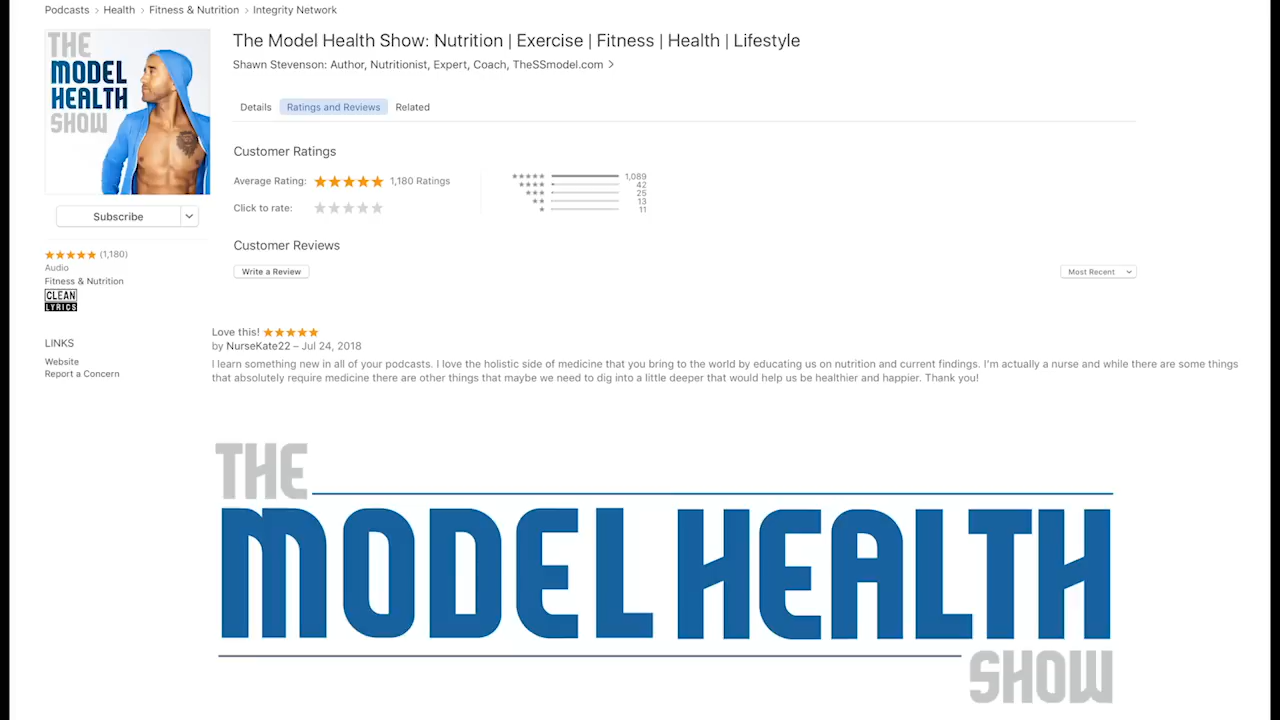 Podcasts > Health > Fitness & Nutrition > Integrity Network
THE
MODEL
HEALTH
SHOW
The Model Health Show: Nutrition | Exercise | Fitness | Health | Lifestyle
Shawn Stevenson: Author, Nutritionist, Expert, Coach, TheSSmodel.com >
Details Ratings and Reviews Related
Customer Ratings
Average Rating: ★★★★★ 1,180 Ratings
Click to rate: ★★★★★
★★★★★ 1,089
★★★★ 42
★★★ 25
★★ 13
★ 11
Subscribe
Customer Reviews
Write a Review
Most Recent
★★★★★ (1,180)
Audio
Fitness & Nutrition
CLEAN
LYRICS
LINKS
Website
Report a Concern
Love this! ★★★★★
by NurseKate22 – Jul 24, 2018
I learn something new in all of your podcasts. I love the holistic side of medicine that you bring to the world by educating us on nutrition and current findings. I'm actually a nurse and while there are some things
that absolutely require medicine there are other things that maybe we need to dig into a little deeper that would help us be healthier and happier. Thank you!
THE
MODEL HEALTH
SHOW